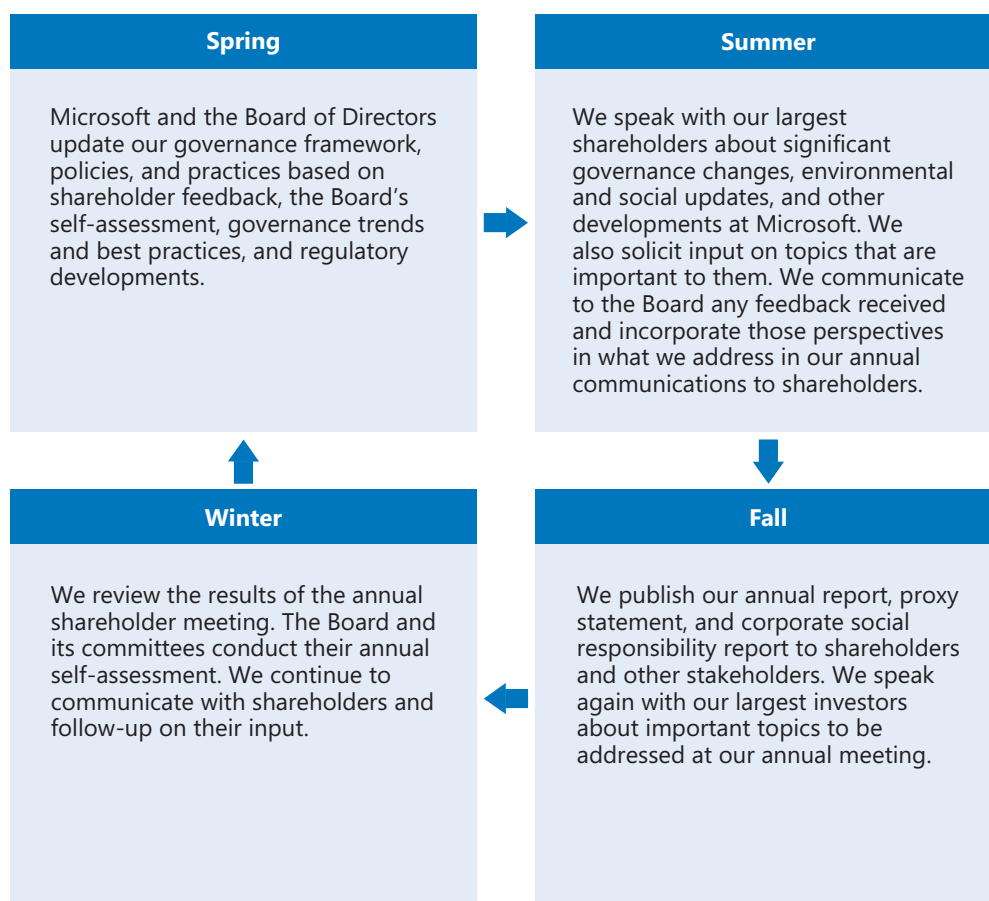 Spring
Microsoft and the Board of Directors
update our governance framework,
policies, and practices based on
shareholder feedback, the Board’s
self-assessment, governance trends
and best practices, and regulatory
developments.
Summer
We speak with our largest
shareholders about significant
governance changes, environmental
and social updates, and other
developments at Microsoft. We
also solicit input on topics that are
important to them. We communicate
to the Board any feedback received
and incorporate those perspectives
in what we address in our annual
communications to shareholders.
Winter
We review the results of the annual
shareholder meeting. The Board and
its committees conduct their annual
self-assessment. We continue to
communicate with shareholders and
follow-up on their input.
Fall
We publish our annual report, proxy
statement, and corporate social
responsibility report to shareholders
and other stakeholders. We speak
again with our largest investors
about important topics to be
addressed at our annual meeting.